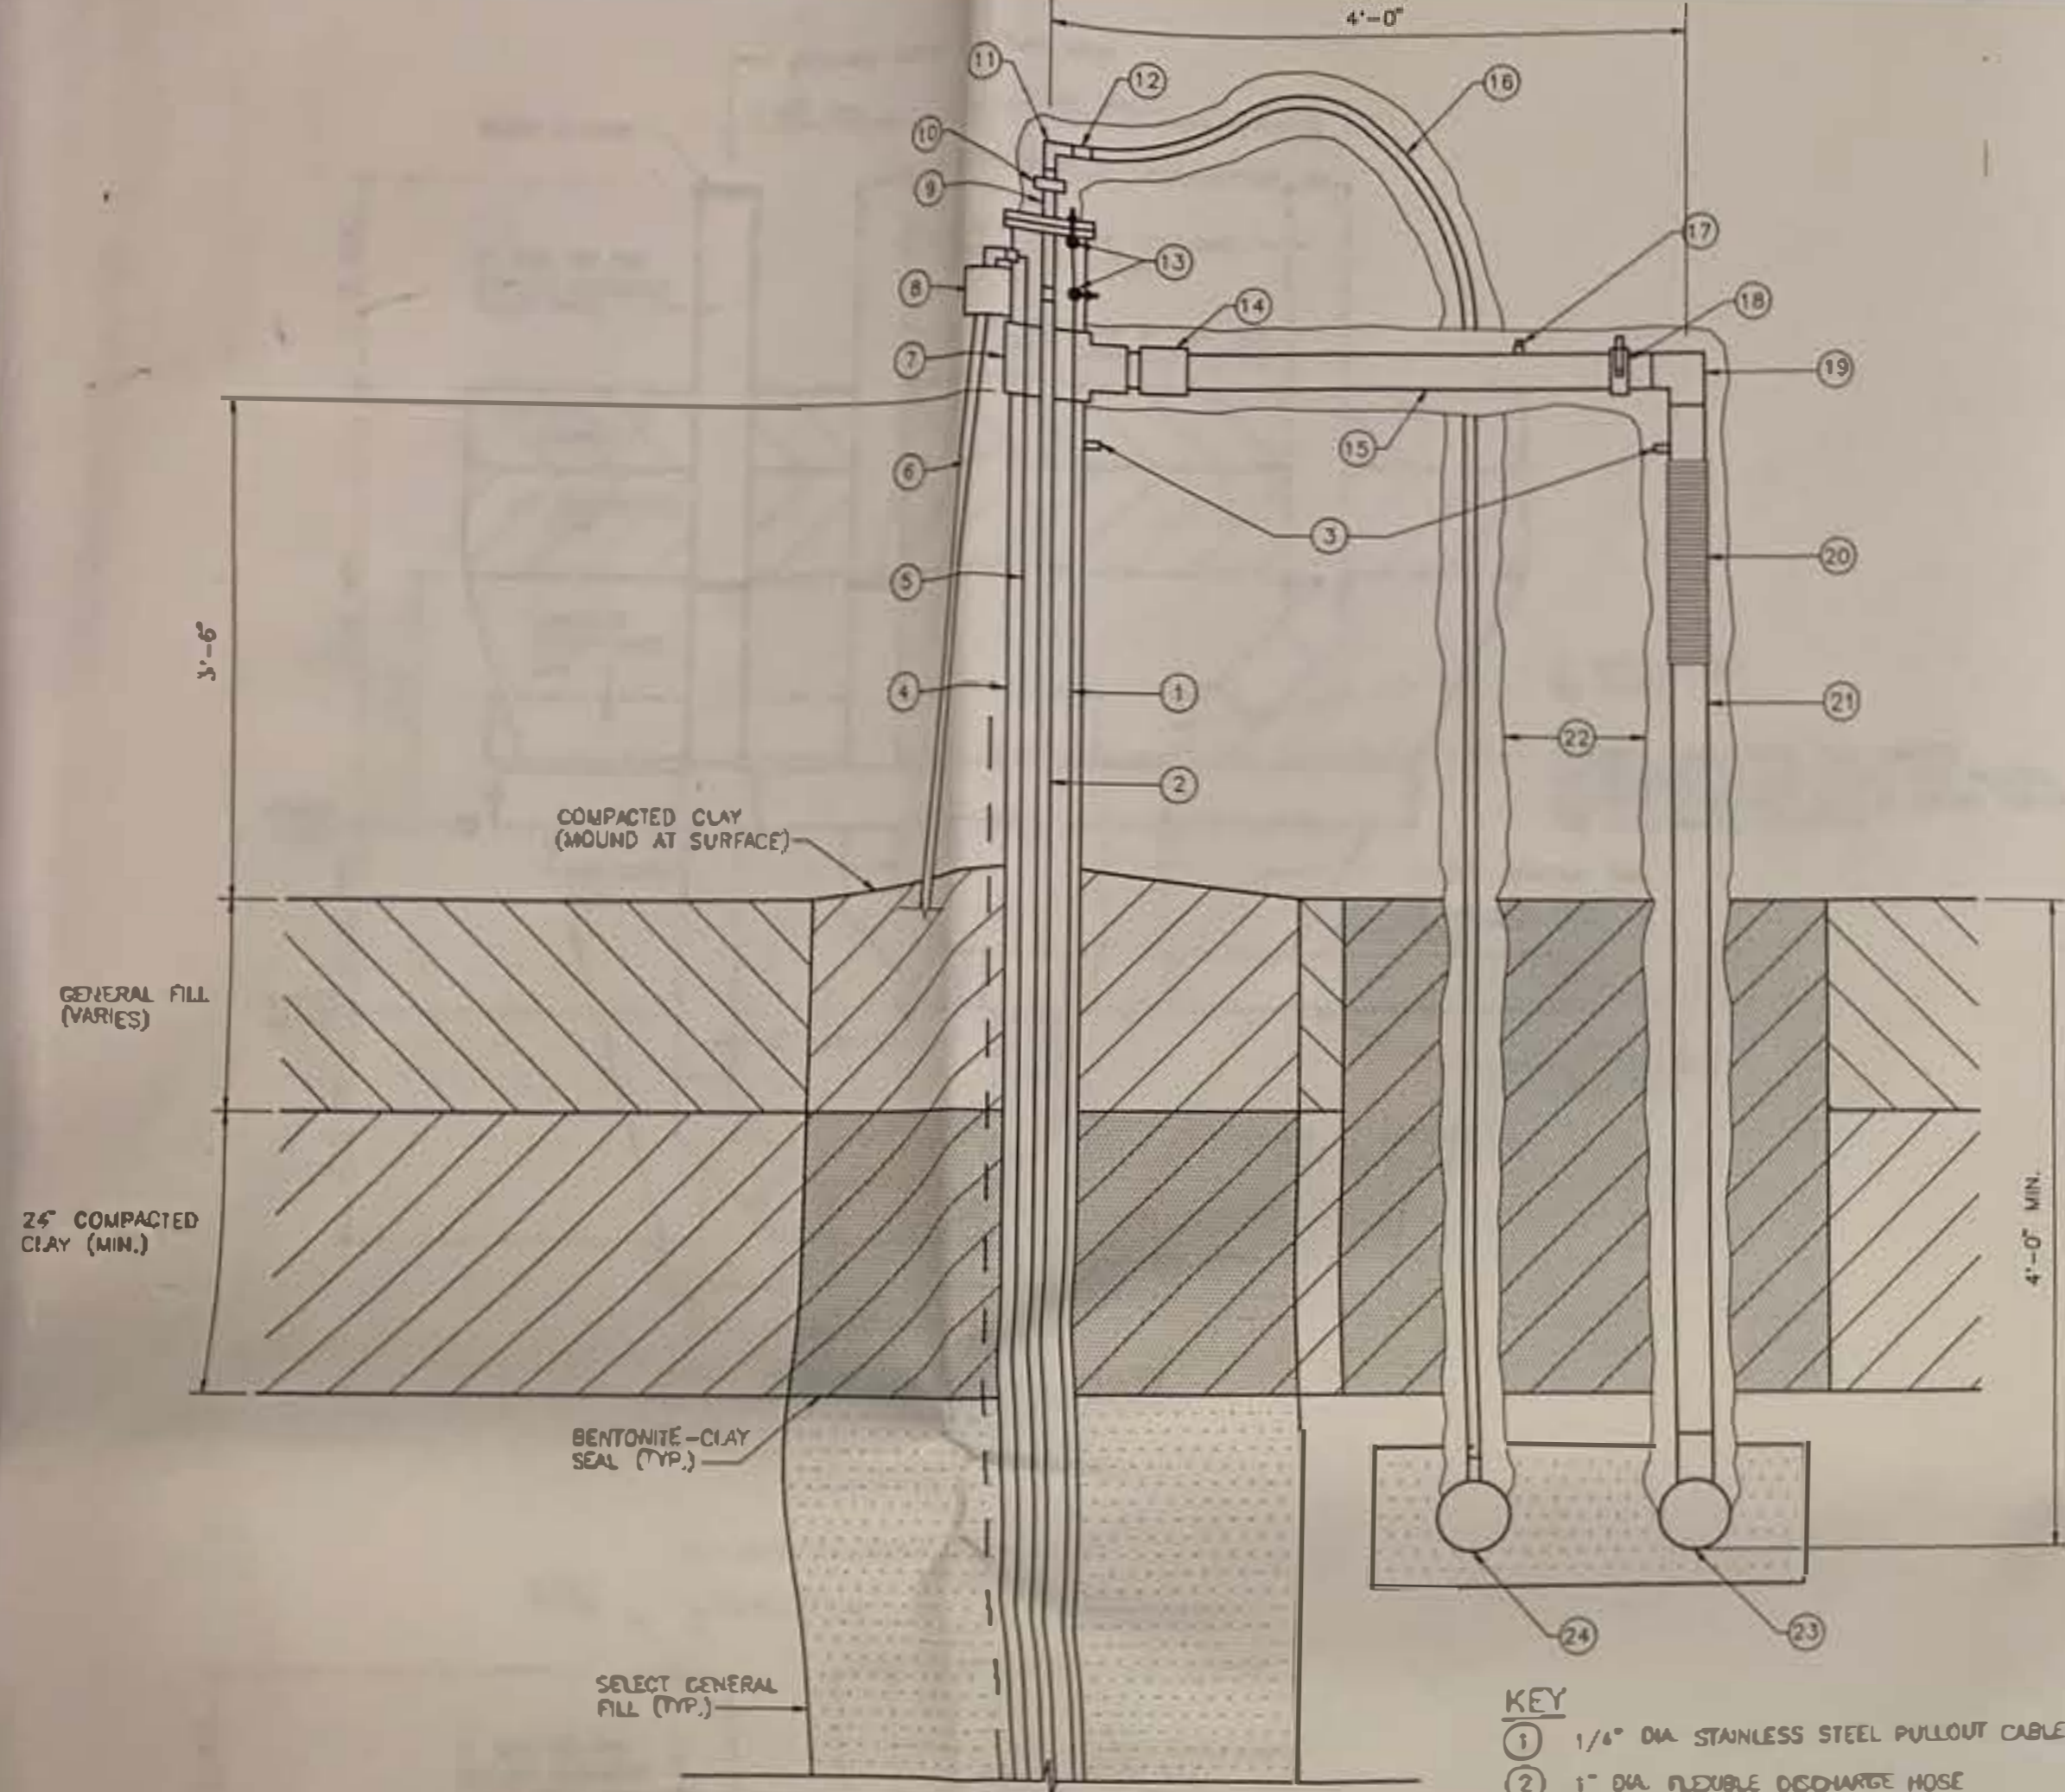 4'-0"
11
12
16
10
9
17
13
8
18
14
7
19
15
6
3
20
5
3'-6"
4
1
21
22
2
COMPACTED CLAY
(MOUND AT SURFACE)
GENERAL FILL
(VARIES)
24" COMPACTED
CLAY (MIN.)
4'-0" MIN.
BENTONITE-CLAY
SEAL (TYP.)
24
23
SELECT GENERAL
FILL (TYP.)
KEY
1 1/4" DIA. STAINLESS STEEL PULLOUT CABLE
2 1" DIA. FLEXIBLE DISCHARGE HOSE